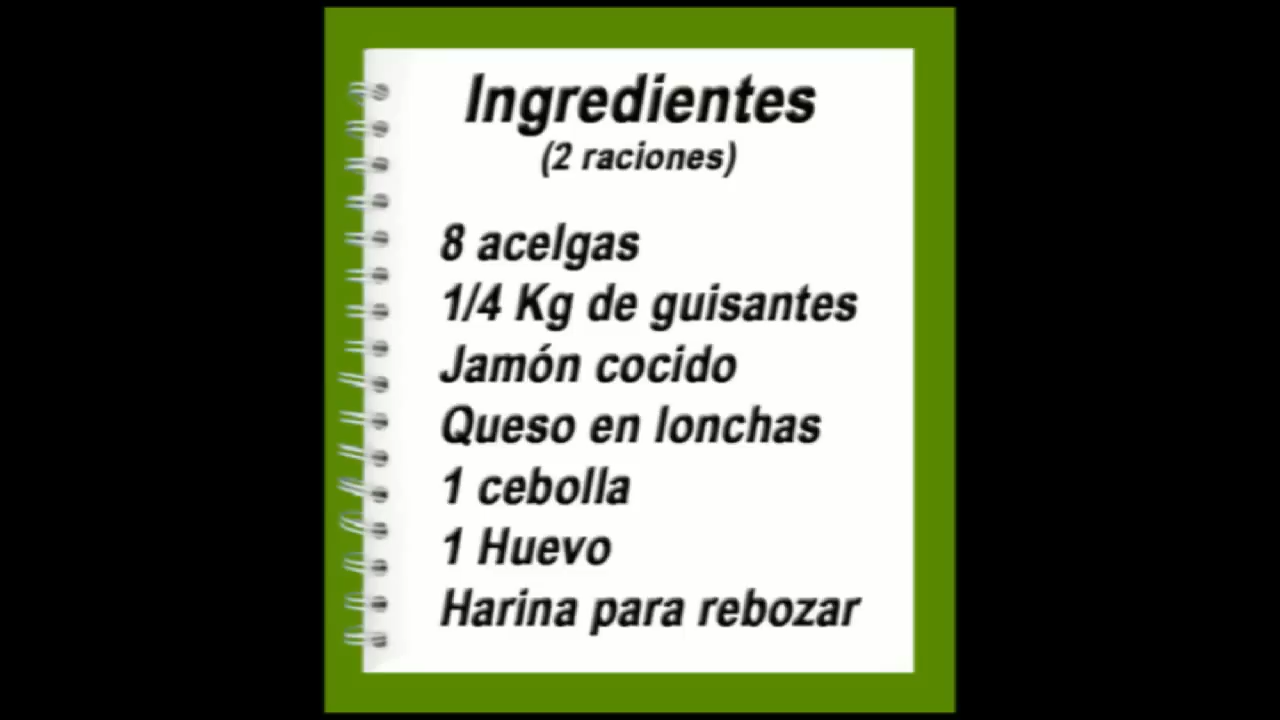 Ingredientes
(2 raciones)
8 acelgas
1/4 Kg de guisantes
Jamón cocido
Queso en lonchas
1 cebolla
1 Huevo
Harina para rebozar